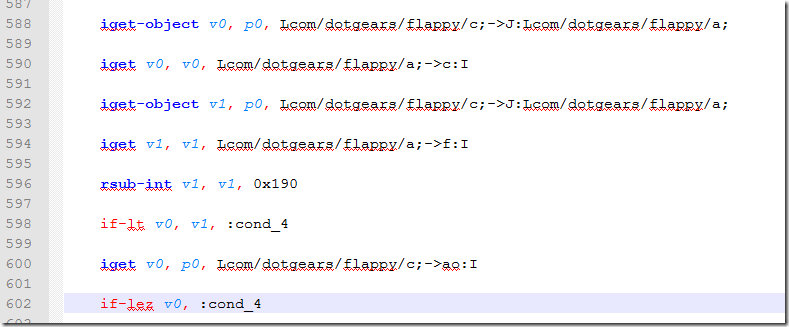 587
588 iget-object v0, p0, Lcom/dotgears/flappy/c;->J:Lcom/dotgears/flappy/a;
589
590 iget v0, v0, Lcom/dotgears/flappy/a;->c:I
591
592 iget-object v1, p0, Lcom/dotgears/flappy/c;->J:Lcom/dotgears/flappy/a;
593
594 iget v1, v1, Lcom/dotgears/flappy/a;->f:I
595
596 rsub-int v1, v1, 0x190
597
598 if-lt v0, v1, :cond_4
599
600 iget v0, p0, Lcom/dotgears/flappy/c;->ao:I
601
602 if-lez v0, :cond_4